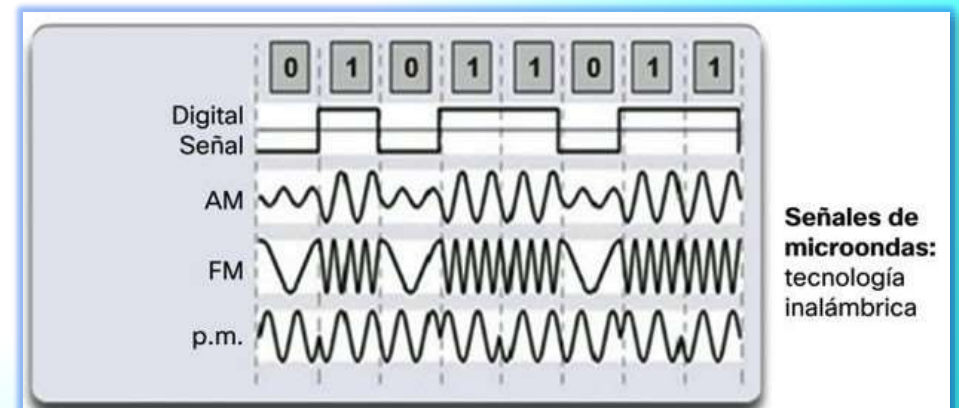 0 1 0 1 1 0 1 1
Digital
Señal
AM
FM
p.m.
Señales de
microondas:
tecnología
inalámbrica